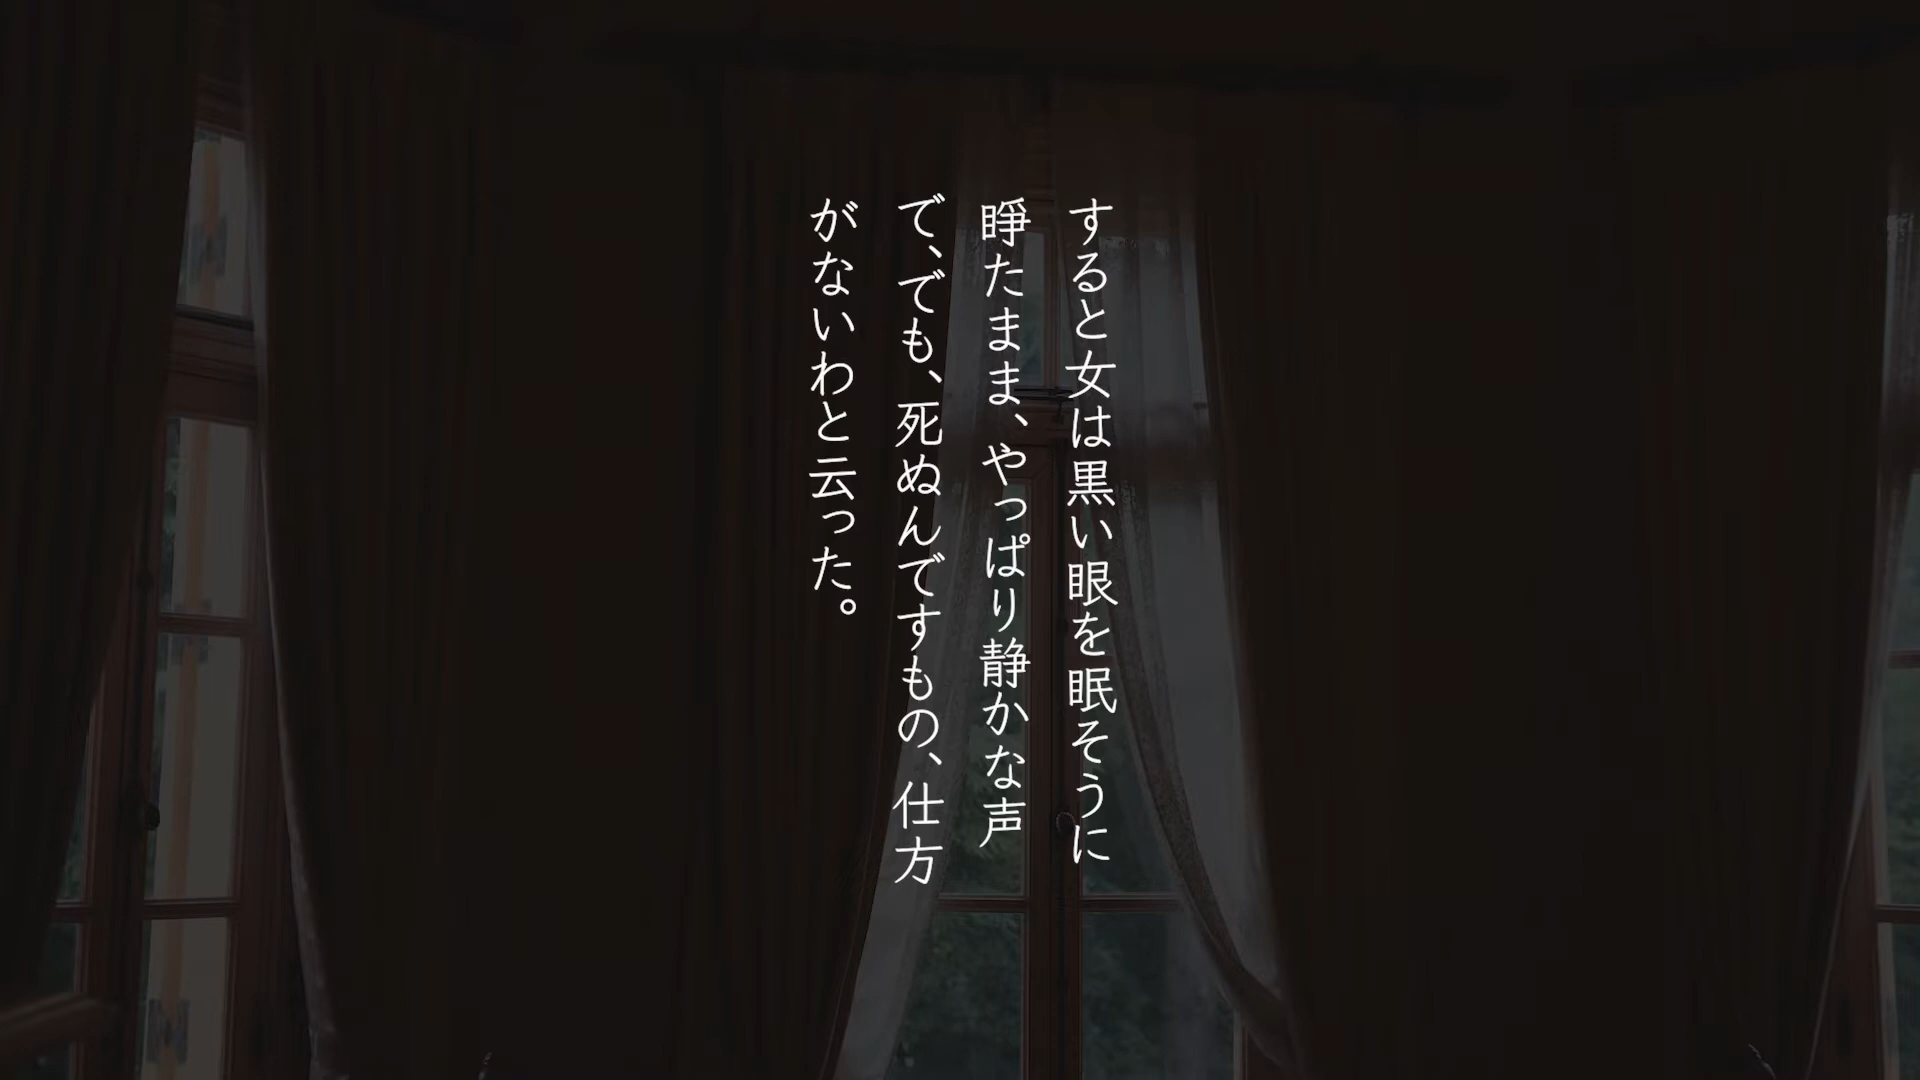 すると女は黒い眼を眠そうに
睜たまま、やっぱり静かな声
で、でも、死ぬんですもの、仕方
がないわと云った。